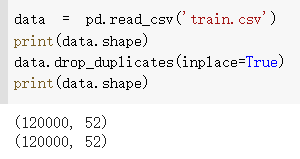 data = pd.read_csv('train.csv')
print(data.shape)
data.drop_duplicates(inplace=True)
print(data.shape)
(120000, 52)
(120000, 52)